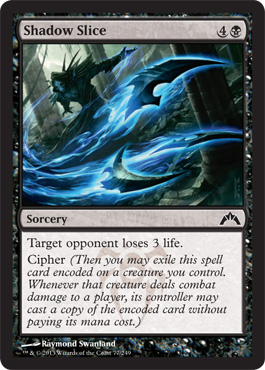 Shadow Slice 4
Sorcery
Target opponent loses 3 life.
Cipher (Then you may exile this spell
card encoded on a creature you control.
Whenever that creature deals combat
damage to a player, its controller may
cast a copy of the encoded card without
paying its mana cost.)
Raymond Swanland
™ & © 2013 Wizards of the Coast 77/249